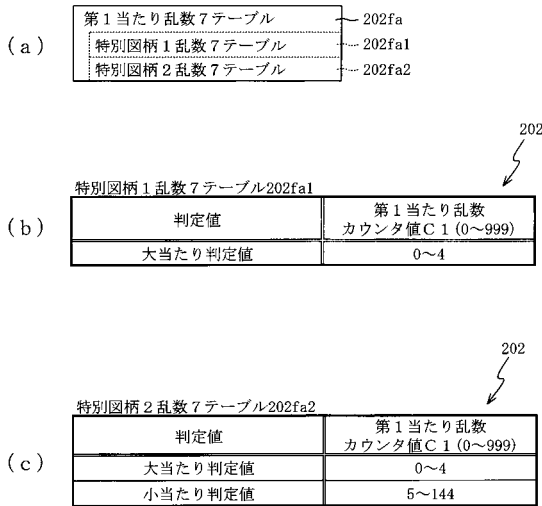 (a)
第1当たり乱数7テーブル
202fa
特別図柄1乱数7テーブル
202fa1
特別図柄2乱数7テーブル
202fa2
202
特別図柄1乱数7テーブル202fa1
(b)
判定値
第1当たり乱数
カウンタ値C1(0～999)
大当たり判定値
0～4
202
特別図柄2乱数7テーブル202fa2
(c)
判定値
第1当たり乱数
カウンタ値C1(0～999)
大当たり判定値
0～4
小当たり判定値
5～144